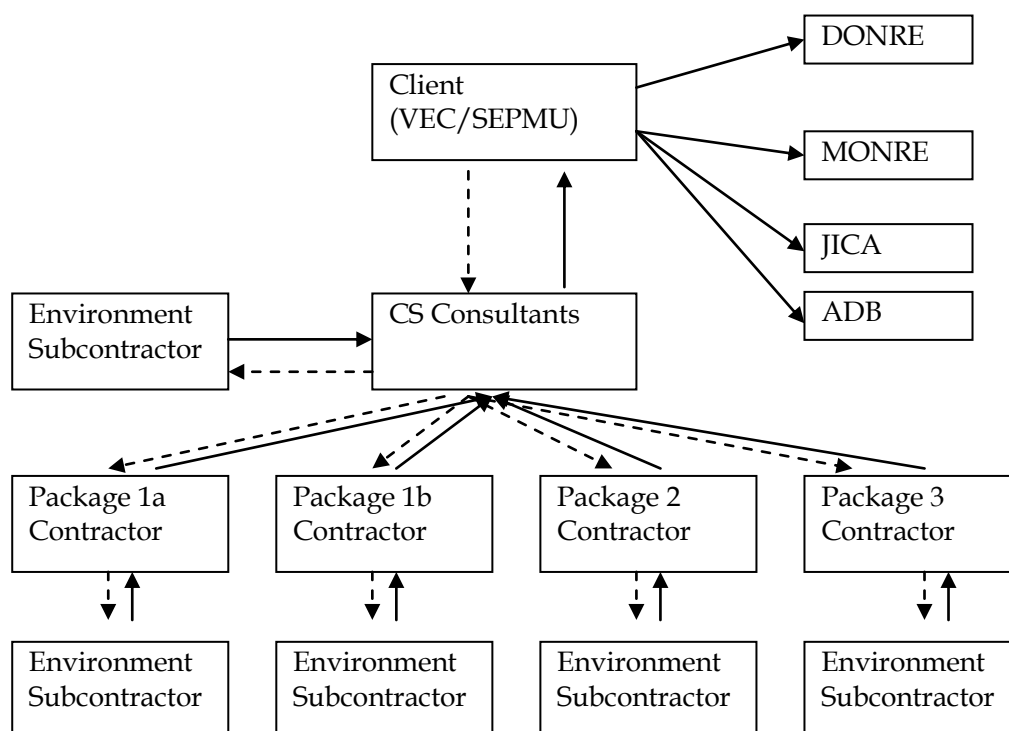 DONRE
Client
(VEC/SEPMU)
MONRE
JICA
ADB
Environment
Subcontractor
CS Consultants
Package 1a
Contractor
Package 1b
Contractor
Package 2
Contractor
Package 3
Contractor
Environment
Subcontractor
Environment
Subcontractor
Environment
Subcontractor
Environment
Subcontractor